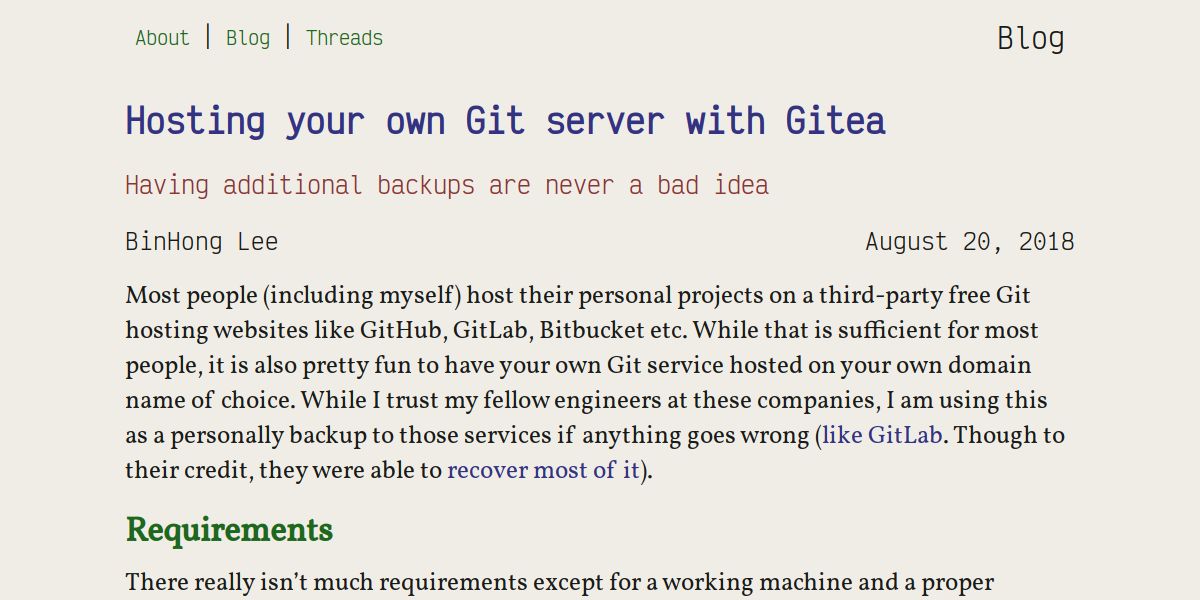 About | Blog | Threads
Blog
Hosting your own Git server with Gitea
Having additional backups are never a bad idea
BinHong Lee
August 20, 2018
Most people (including myself) host their personal projects on a third-party free Git
hosting websites like GitHub, GitLab, Bitbucket etc. While that is sufficient for most
people, it is also pretty fun to have your own Git service hosted on your own domain
name of choice. While I trust my fellow engineers at these companies, I am using this
as a personally backup to those services if anything goes wrong (like GitLab. Though to
their credit, they were able to recover most of it).
Requirements
There really isn’t much requirements except for a working machine and a proper